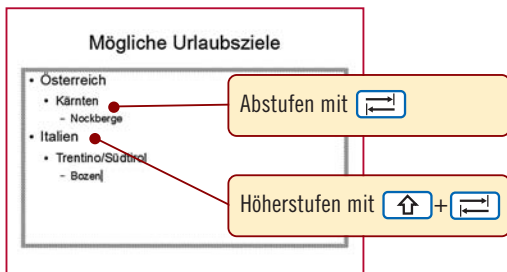 Mögliche Urlaubsziele
• Österreich
• Kärnten
– Nockberge
• Italien
• Trentino/Südtirol
– Bozen
Abstufen mit
Höherstufen mit +